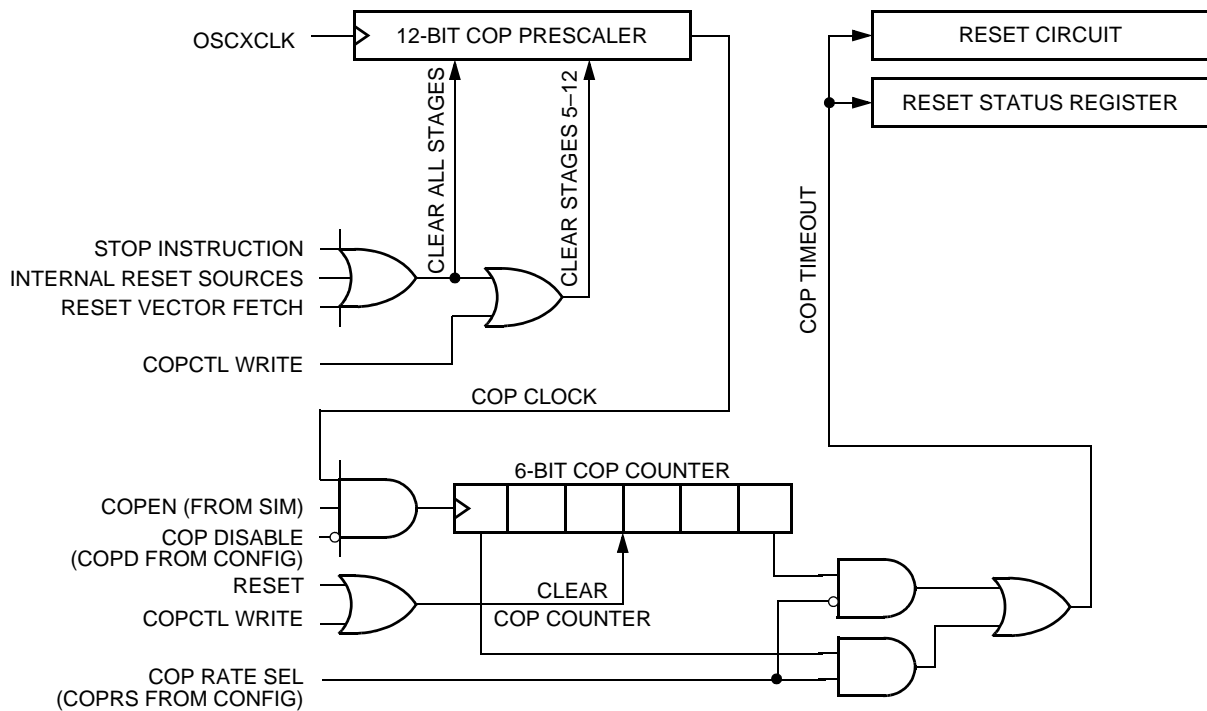 OSCXCLK
12-BIT COP PRESCALER
RESET CIRCUIT
RESET STATUS REGISTER
CLEAR ALL STAGES
CLEAR STAGES 5–12
COP TIMEOUT
STOP INSTRUCTION
INTERNAL RESET SOURCES
RESET VECTOR FETCH
COPCTL WRITE
COP CLOCK
6-BIT COP COUNTER
COPEN (FROM SIM)
COP DISABLE
(COPD FROM CONFIG)
RESET
COPCTL WRITE
CLEAR
COP COUNTER
COP RATE SEL
(COPRS FROM CONFIG)